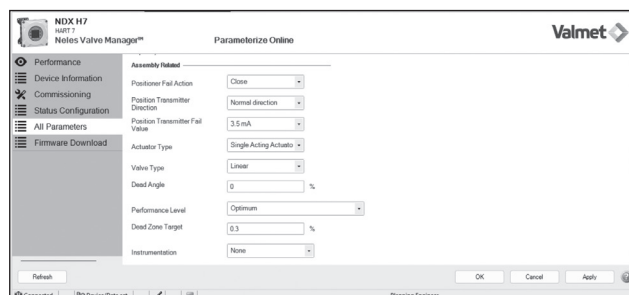 NDX H7
HART 7
Neles Valve Manager℠
Parameterize Online
Valmet
Performance
Device Information
Commissioning
Status Configuration
All Parameters
Firmware Download
Assembly Related
Positioner Fail Action
Close
Position Transmitter
Direction
Normal direction
Position Transmitter Fail
Value
3.5 mA
Actuator Type
Single Acting Actuato
Valve Type
Linear
Dead Angle
0
%
Performance Level
Optimum
Dead Zone Target
0.3
%
Instrumentation
None
Refresh
OK
Cancel
Apply
Connected
Planning Engineer